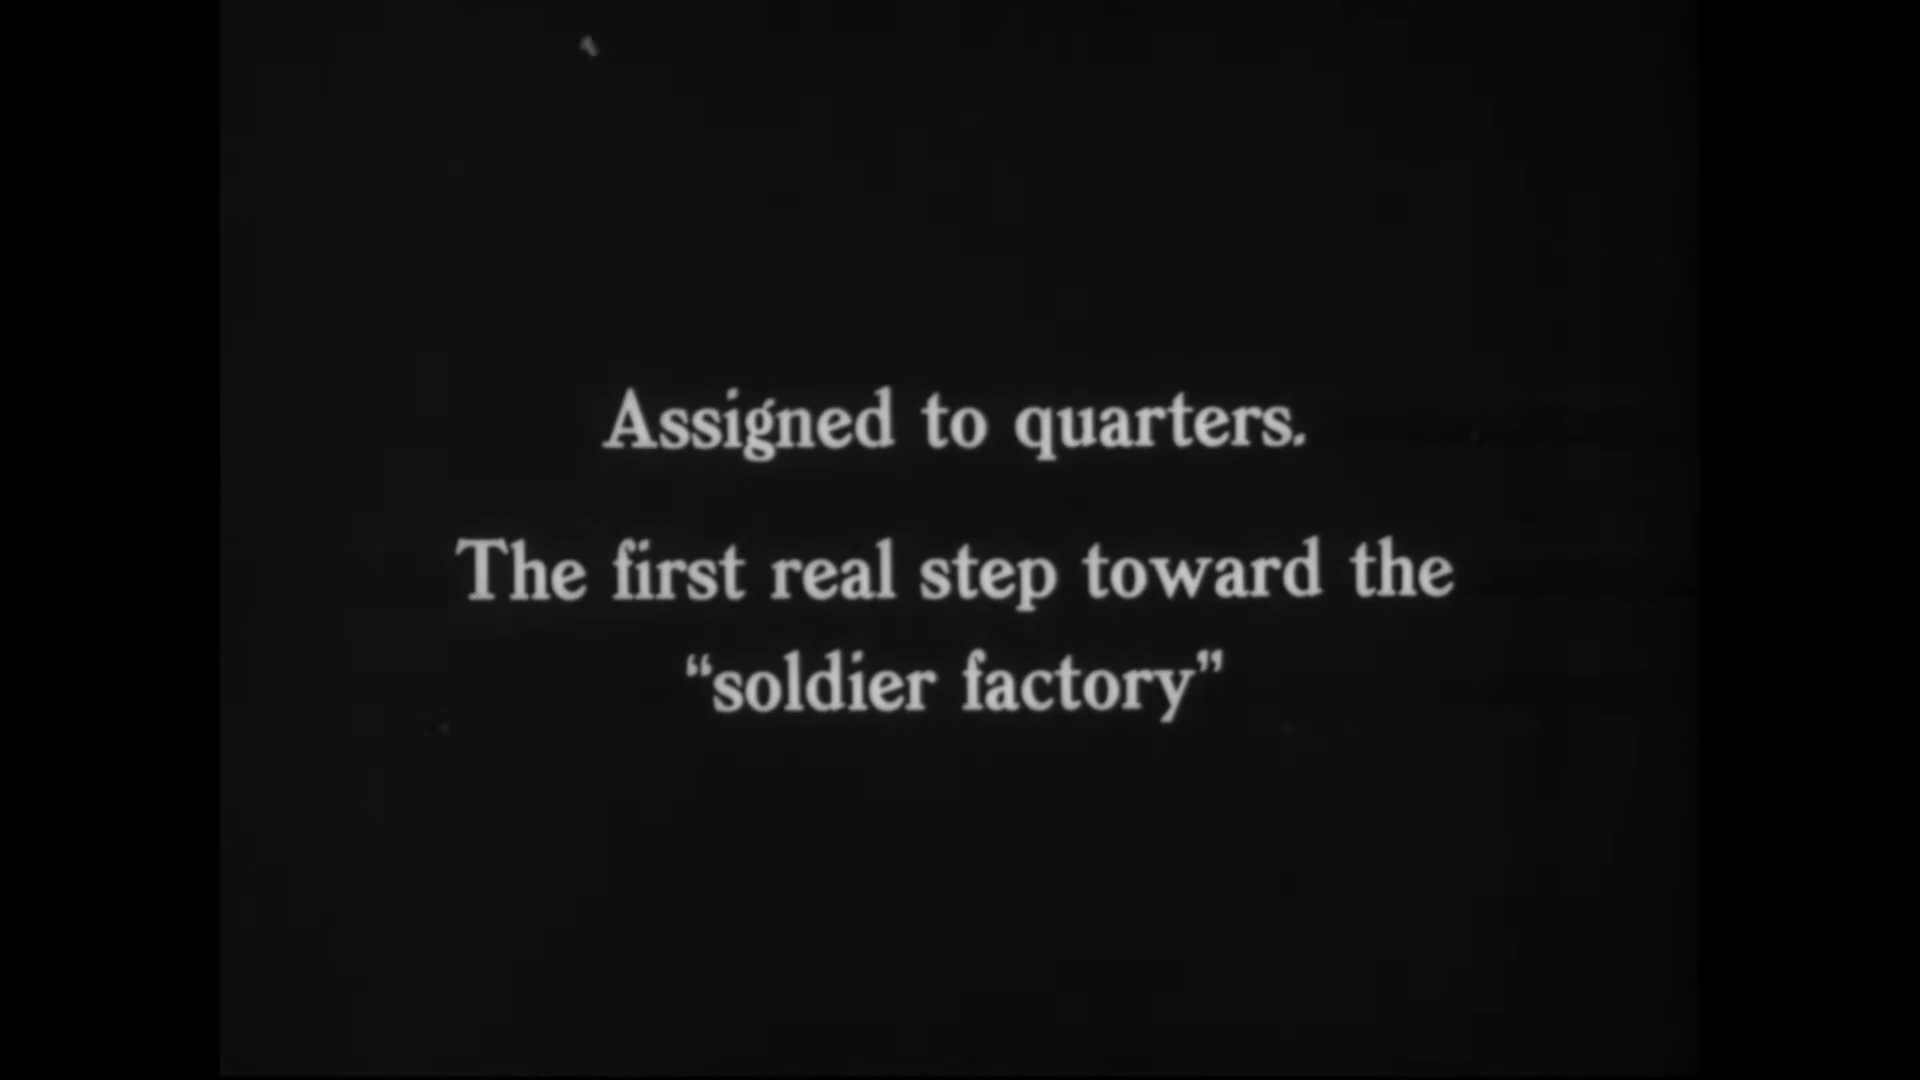 Assigned to quarters.
The first real step toward the
“soldier factory”